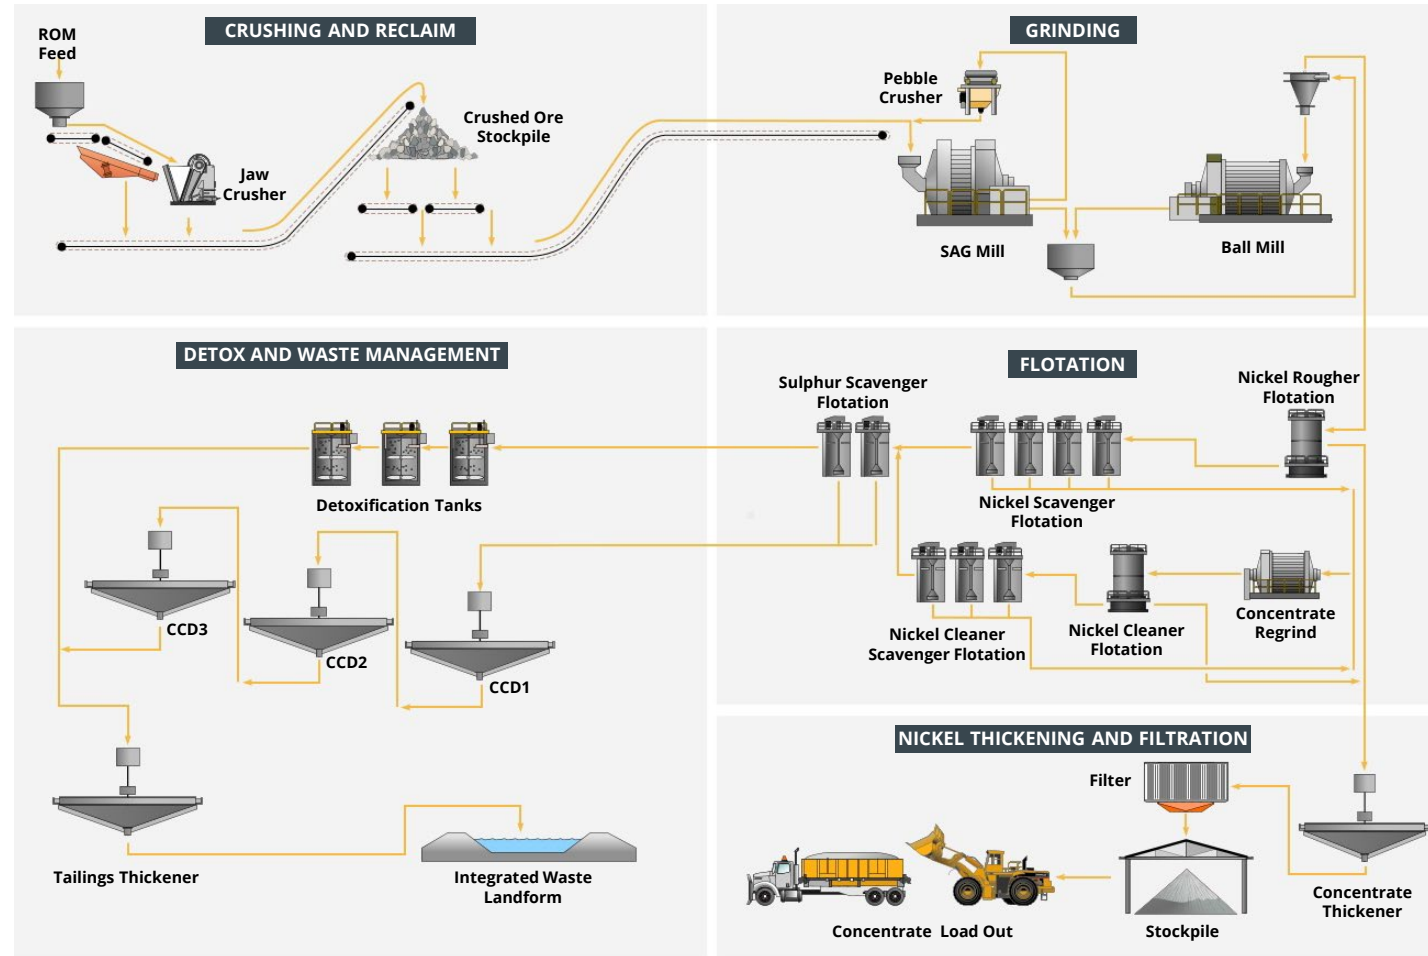 CRUSHING AND RECLAIM
ROM
Feed
Jaw
Crusher
Crushed Ore
Stockpile
GRINDING
Pebble
Crusher
SAG Mill
Ball Mill
DETOX AND WASTE MANAGEMENT
Detoxification Tanks
CCD3
CCD2
CCD1
Tailings Thickener
Integrated Waste
Landform
FLOTATION
Sulphur Scavenger
Flotation
Nickel Rougher
Flotation
Nickel Scavenger
Flotation
Nickel Cleaner
Scavenger Flotation
Nickel Cleaner
Flotation
Concentrate
Regrind
NICKEL THICKENING AND FILTRATION
Filter
Concentrate Load Out
Stockpile
Concentrate
Thickener